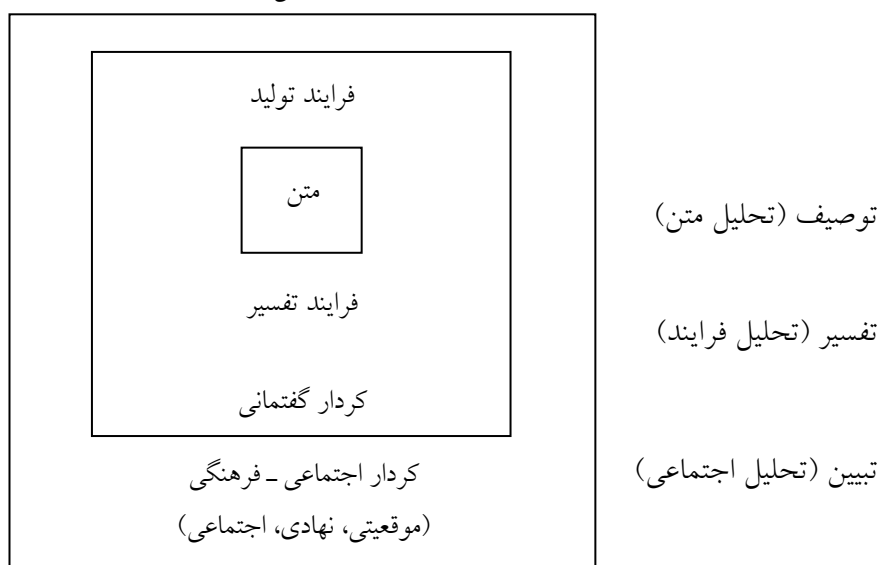 فرایند تولید
متن
توصیف (تحلیل متن)
فرایند تفسیر
تفسیر (تحلیل فرایند)
کردار گفتمانی
کردار اجتماعی ـ فرهنگی
تبیین (تحلیل اجتماعی)
(موقعیتی، نهادی، اجتماعی)